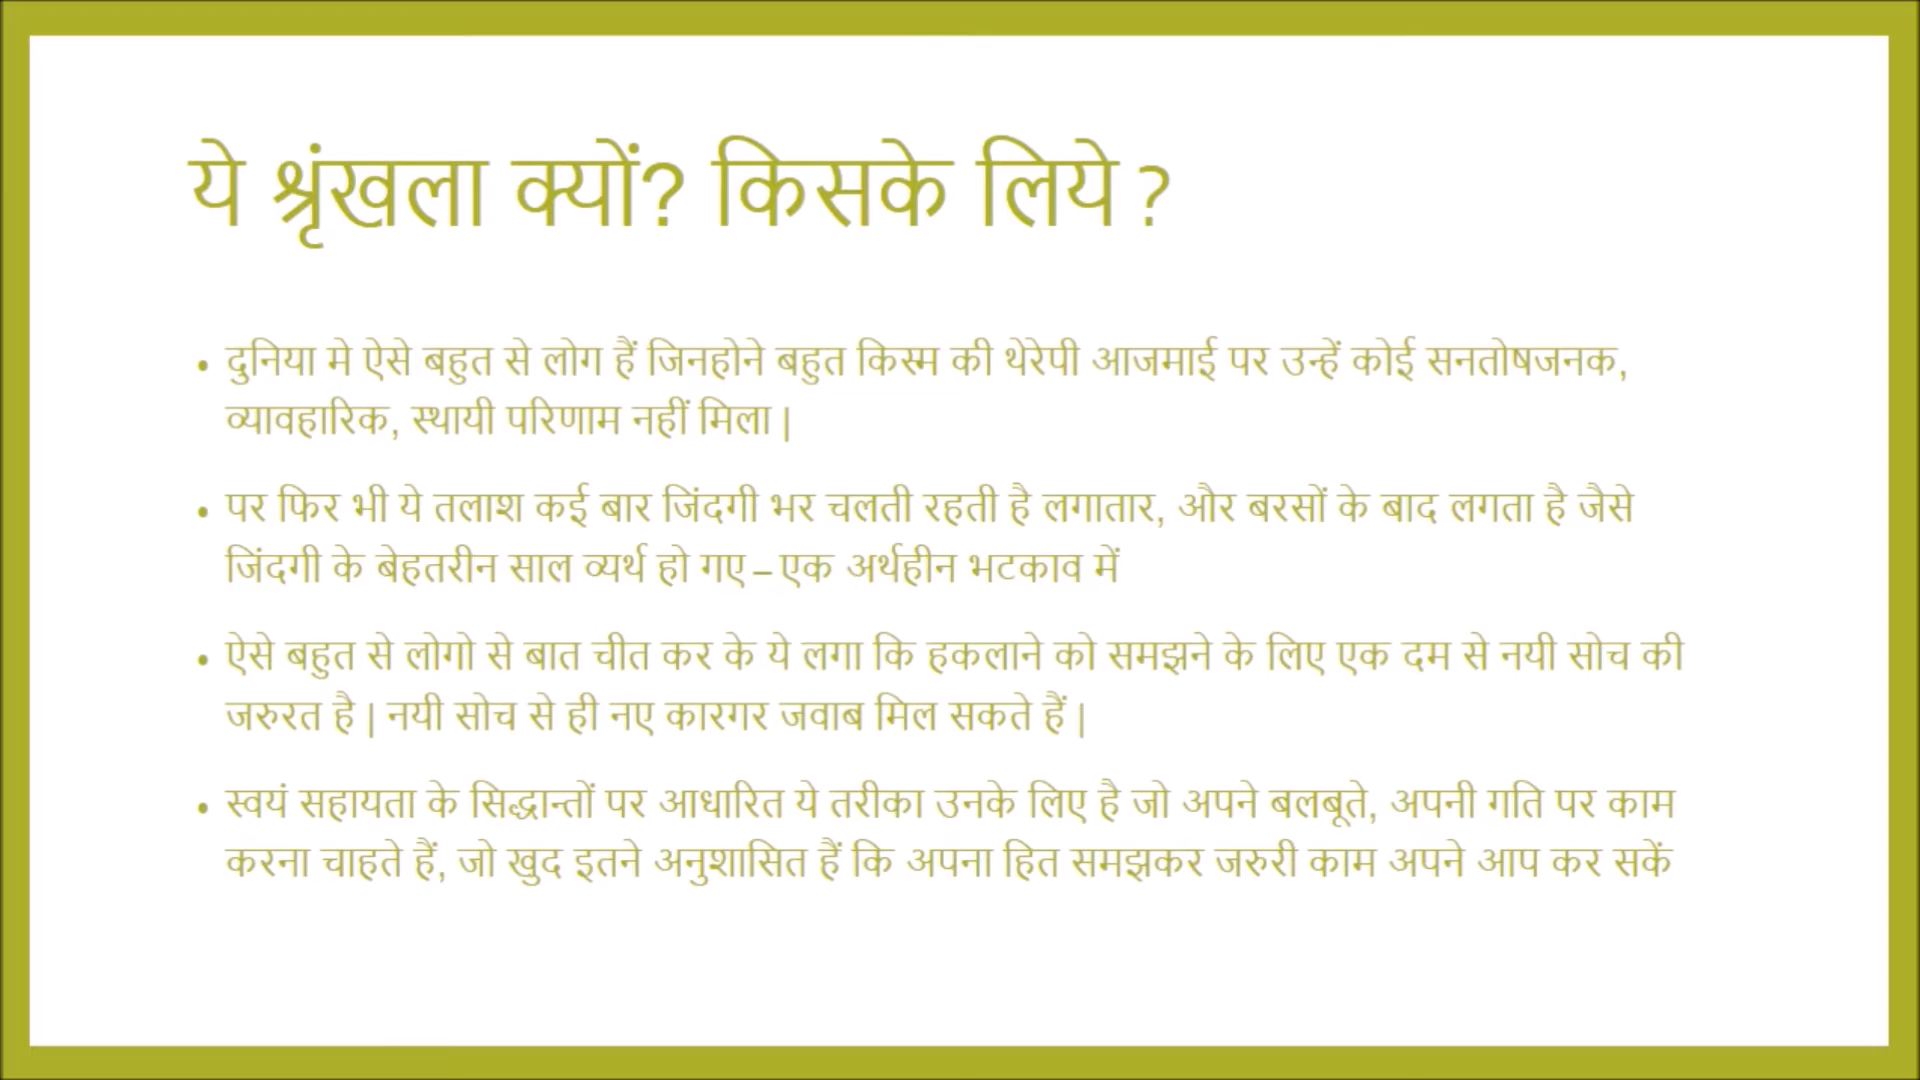 ये श्रृंखला क्यों? किसके लिये ?
• दुनिया मे ऐसे बहुत से लोग हैं जिनहोने बहुत किस्म की थेरेपी आजमाई पर उन्हें कोई सनतोषजनक,
व्यावहारिक, स्थायी परिणाम नहीं मिला |
• पर फिर भी ये तलाश कई बार जिंदगी भर चलती रहती है लगातार, और बरसों के बाद लगता है जैसे
जिंदगी के बेहतरीन साल व्यर्थ हो गए – एक अर्थहीन भटकाव में
• ऐसे बहुत से लोगो से बात चीत कर के ये लगा कि हकलाने को समझने के लिए एक दम से नयी सोच की
जरुरत है | नयी सोच से ही नए कारगर जवाब मिल सकते हैं |
• स्वयं सहायता के सिद्धान्तों पर आधारित ये तरीका उनके लिए है जो अपने बलबूते, अपनी गति पर काम
करना चाहते हैं, जो खुद इतने अनुशासित हैं कि अपना हित समझकर जरुरी काम अपने आप कर सकें